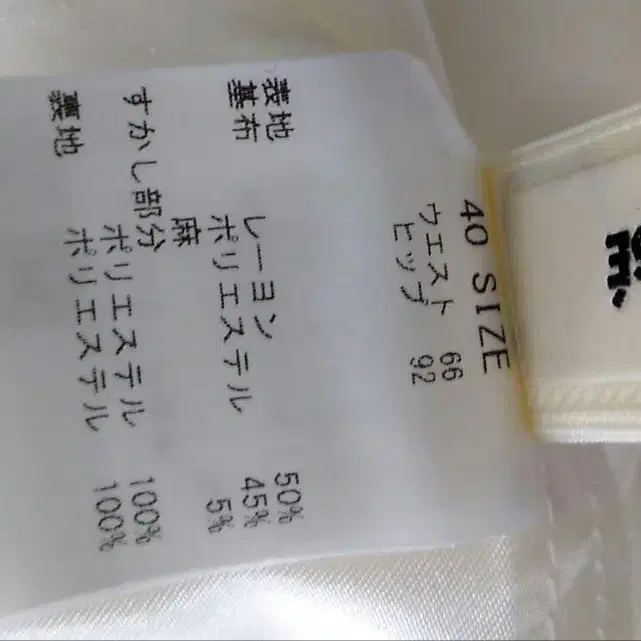 40 SIZE
ウエスト 66
ヒップ 92
表地
基布 レーヨン 50%
ポリエステル 45%
麻 5%
すかし部分 ポリエステル 100%
裏地 ポリエステル 100%